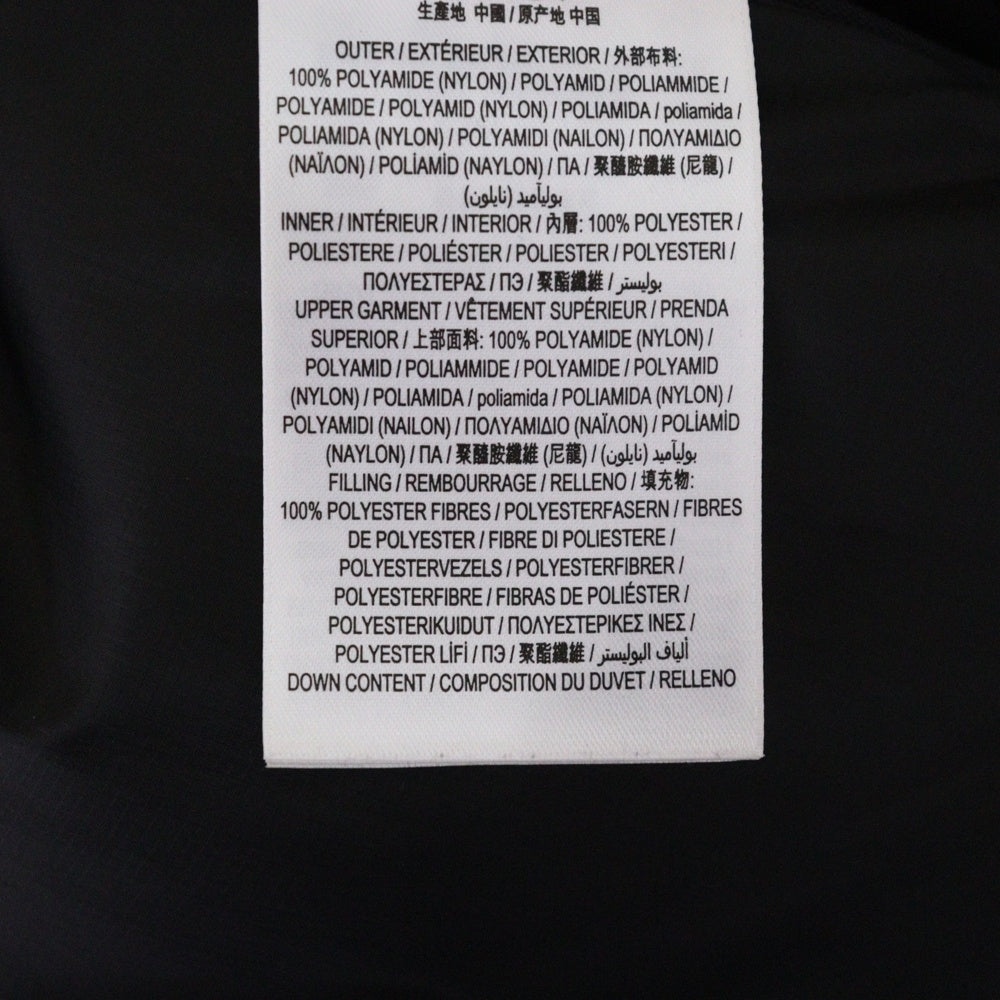 生產地 中國 / 原产地 中国
OUTER / EXTÉRIEUR / EXTERIOR / 外部布料:
100% POLYAMIDE (NYLON) / POLYAMID / POLIAMMIDE /
POLYAMIDE / POLYAMID (NYLON) / POLIAMIDA / poliamida /
POLIAMIDA (NYLON) / POLYAMIDI (NAILON) / ΠΟΛΥΑΜΙΔΙΟ
(ΝΑΪΛΟΝ) / POLİAMİD (NAYLON) / ПА / 聚醯胺纖維 (尼龍) /
بوليآميد (نايلون)
INNER / INTÉRIEUR / INTERIOR / 內層: 100% POLYESTER /
POLIESTERE / POLIÉSTER / POLIESTER / POLYESTERI /
ΠΟΛΥΕΣΤΕΡΑΣ / ПЭ / 聚酯纖維 / بوليستر
UPPER GARMENT / VÊTEMENT SUPÉRIEUR / PRENDA
SUPERIOR / 上部面料: 100% POLYAMIDE (NYLON) /
POLYAMID / POLIAMMIDE / POLYAMIDE / POLYAMID
(NYLON) / POLIAMIDA / poliamida / POLIAMIDA (NYLON) /
POLYAMIDI (NAILON) / ΠΟΛΥΑΜΙΔΙΟ (ΝΑΪΛΟΝ) / POLİAMİD
(NAYLON) / ПА / 聚醯胺纖維 (尼龍) / بوليآميد (نايلون)
FILLING / REMBOURRAGE / RELLENO / 填充物:
100% POLYESTER FIBRES / POLYESTERFASERN / FIBRES
DE POLYESTER / FIBRE DI POLIESTERE /
POLYESTERVEZELS / POLYESTERFIBRER /
POLYESTERFIBRE / FIBRAS DE POLIÉSTER /
POLYESTERIKUIDUT / ΠΟΛΥΕΣΤΕΡΙΚΕΣ ΙΝΕΣ /
POLYESTER LİFİ / ПЭ / 聚酯纖維 / ألياف البوليستر
DOWN CONTENT / COMPOSITION DU DUVET / RELLENO